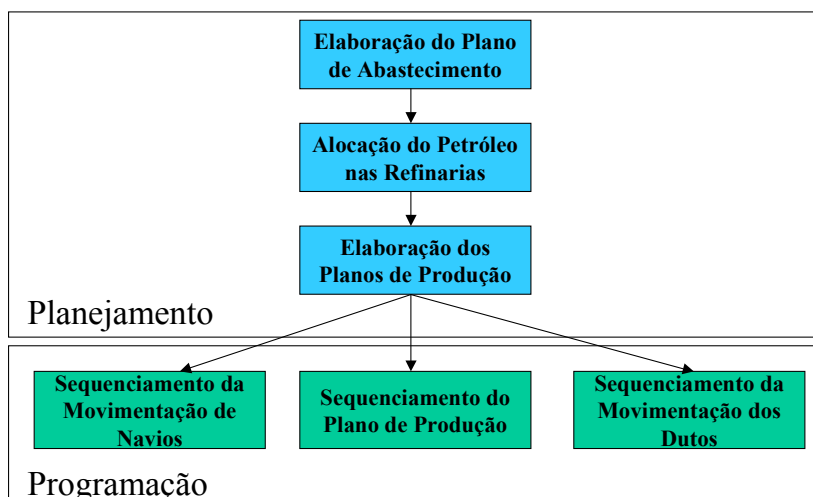 Elaboração do Plano
de Abastecimento
Alocação do Petróleo
nas Refinarias
Elaboração dos
Planos de Produção
Planejamento
Sequenciamento da
Movimentação de
Navios
Sequenciamento do
Plano de Produção
Sequenciamento da
Movimentação dos
Dutos
Programação